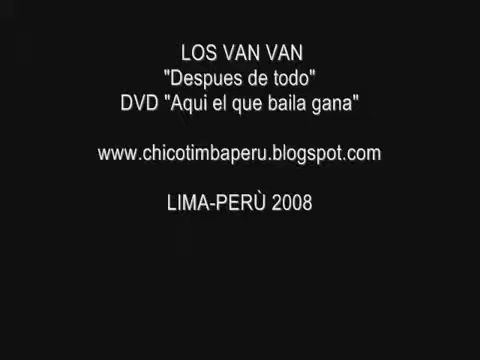 LOS VAN VAN
"Despues de todo"
DVD "Aqui el que baila gana"
www.chicotimbaperu.blogspot.com
LIMA-PERÙ 2008